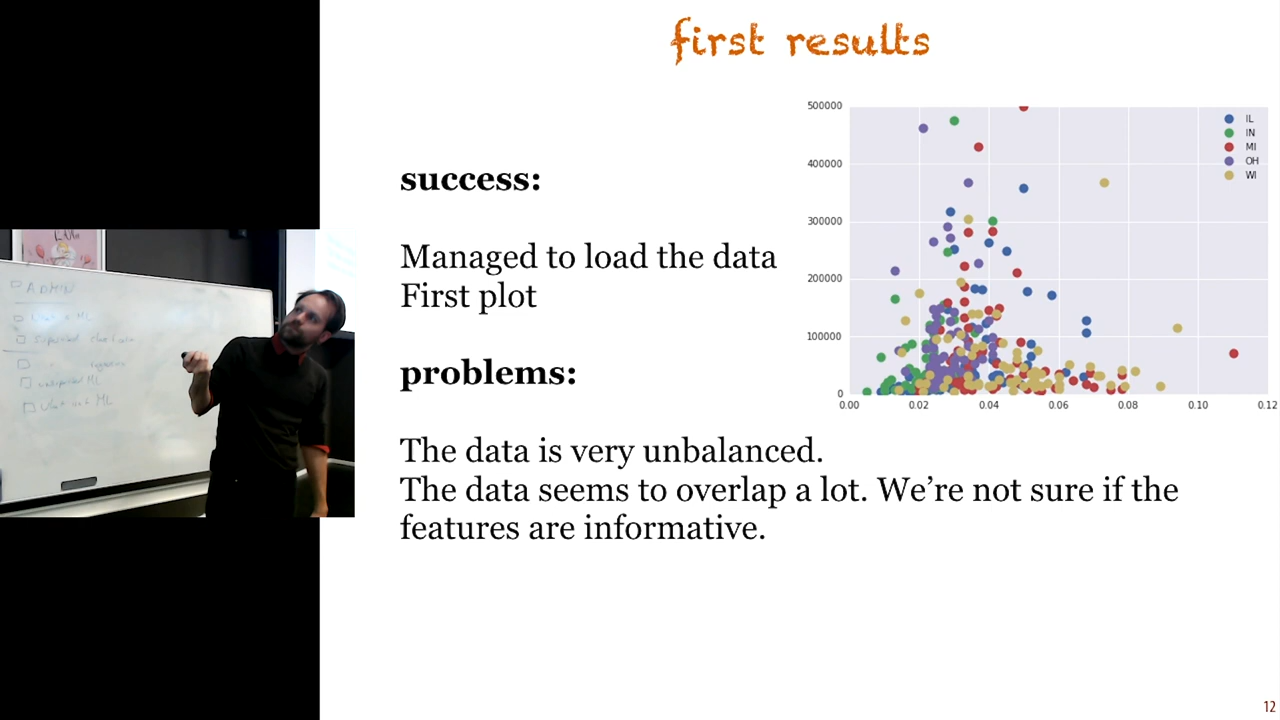 first results
success:
Managed to load the data
First plot
problems:
The data is very unbalanced.
The data seems to overlap a lot. We're not sure if the
features are informative.
500000
400000
300000
200000
100000
0
0.00 0.02 0.04 0.06 0.08 0.10 0.12
IL
IN
MI
OH
WI
ADMIN
ML
ML
ML
12